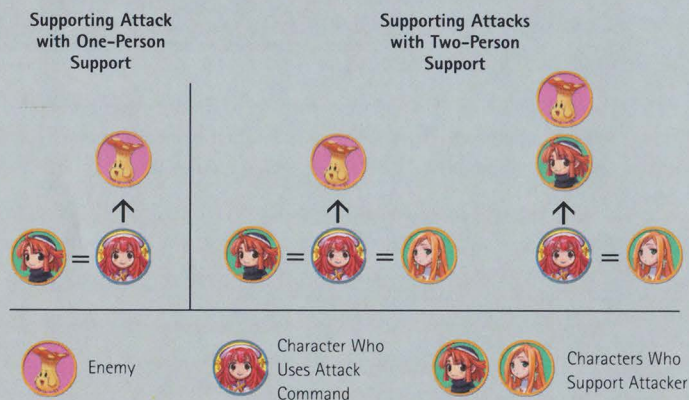 Supporting Attack
with One-Person
Support
Supporting Attacks
with Two-Person
Support
Enemy
Character Who
Uses Attack
Command
Characters Who
Support Attacker